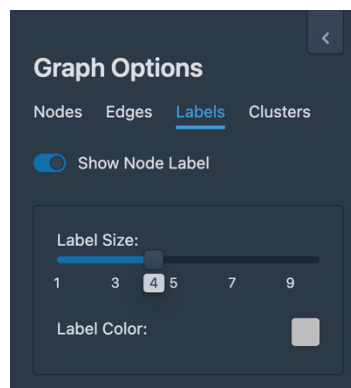 Graph Options
Nodes Edges Labels Clusters
Show Node Label
Label Size:
1 3 4 5 7 9
Label Color: